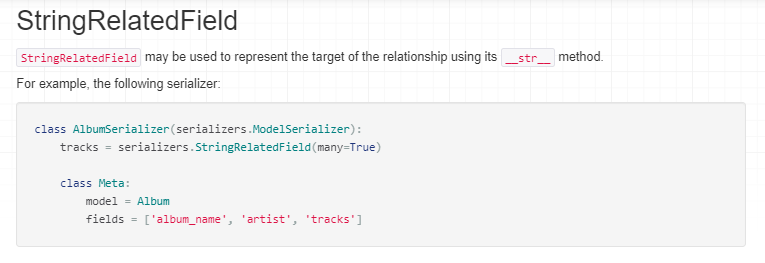 StringRelatedField
StringRelatedField may be used to represent the target of the relationship using its __str__ method.
For example, the following serializer:
class AlbumSerializer(serializers.ModelSerializer):
    tracks = serializers.StringRelatedField(many=True)

    class Meta:
        model = Album
        fields = ['album_name', 'artist', 'tracks']